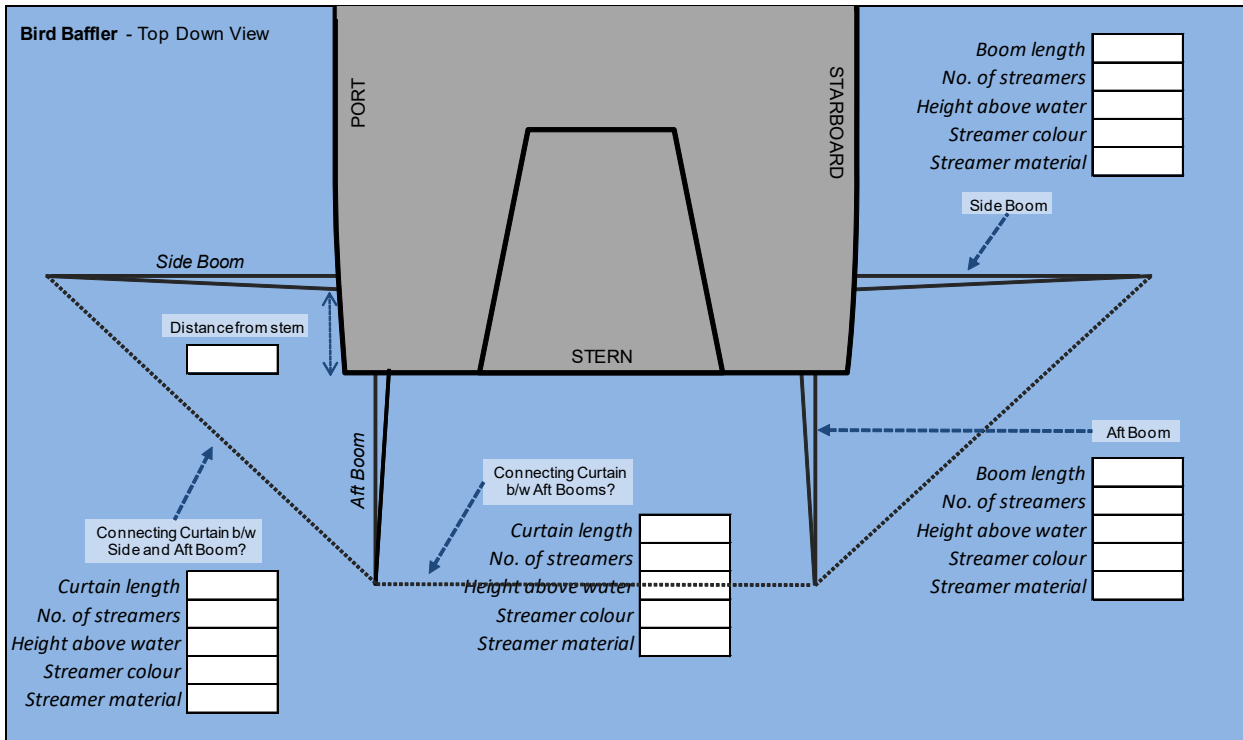 Bird Baffler - Top Down View
PORT
STARBOARD
Boom length
No. of streamers
Height above water
Streamer colour
Streamer material
Side Boom
Side Boom
Distance from stern
STERN
Aft Boom
Aft Boom
Boom length
No. of streamers
Height above water
Streamer colour
Streamer material
Connecting Curtain
b/w Aft Booms?
Curtain length
No. of streamers
Height above water
Streamer colour
Streamer material
Connecting Curtain b/w
Side and Aft Boom?
Curtain length
No. of streamers
Height above water
Streamer colour
Streamer material